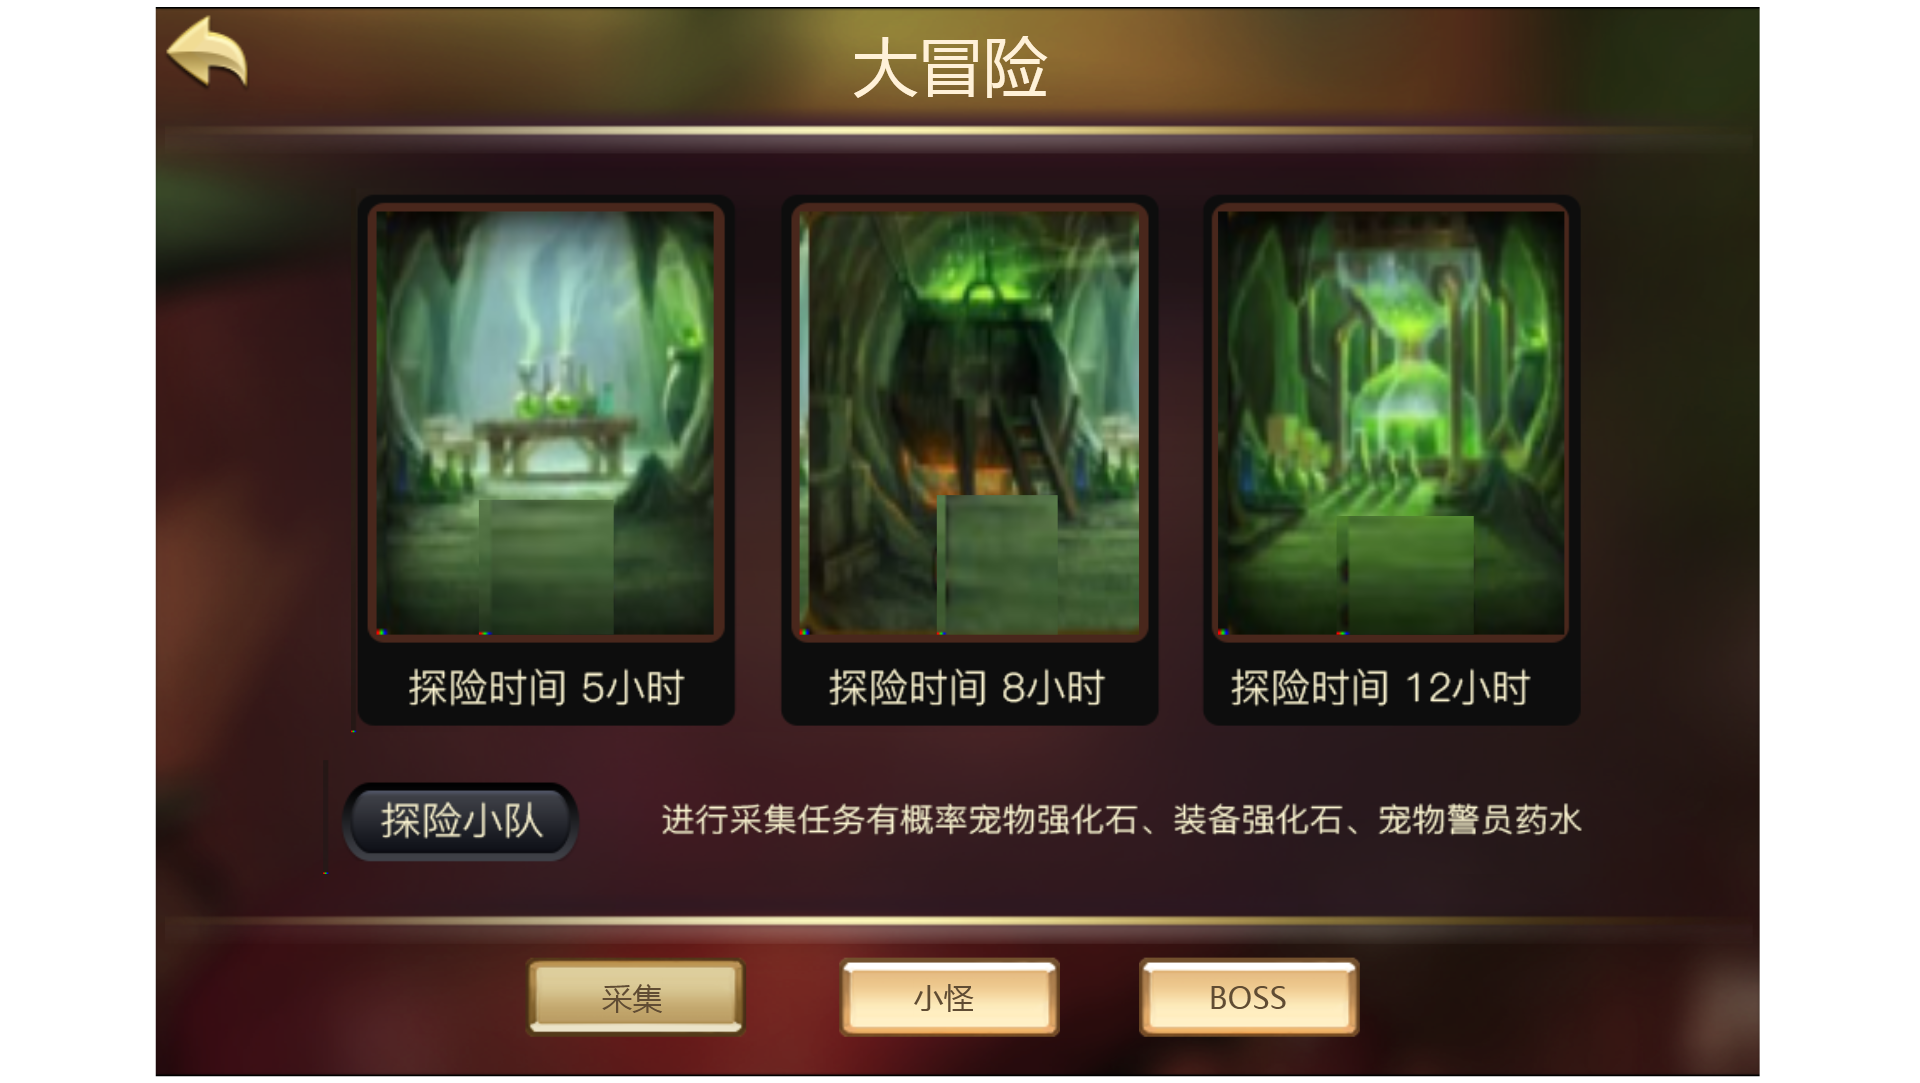 大冒险
探险时间 5小时
探险时间 8小时
探险时间 12小时
探险小队
进行采集任务有概率宠物强化石、装备强化石、宠物警员药水
采集
小怪
BOSS